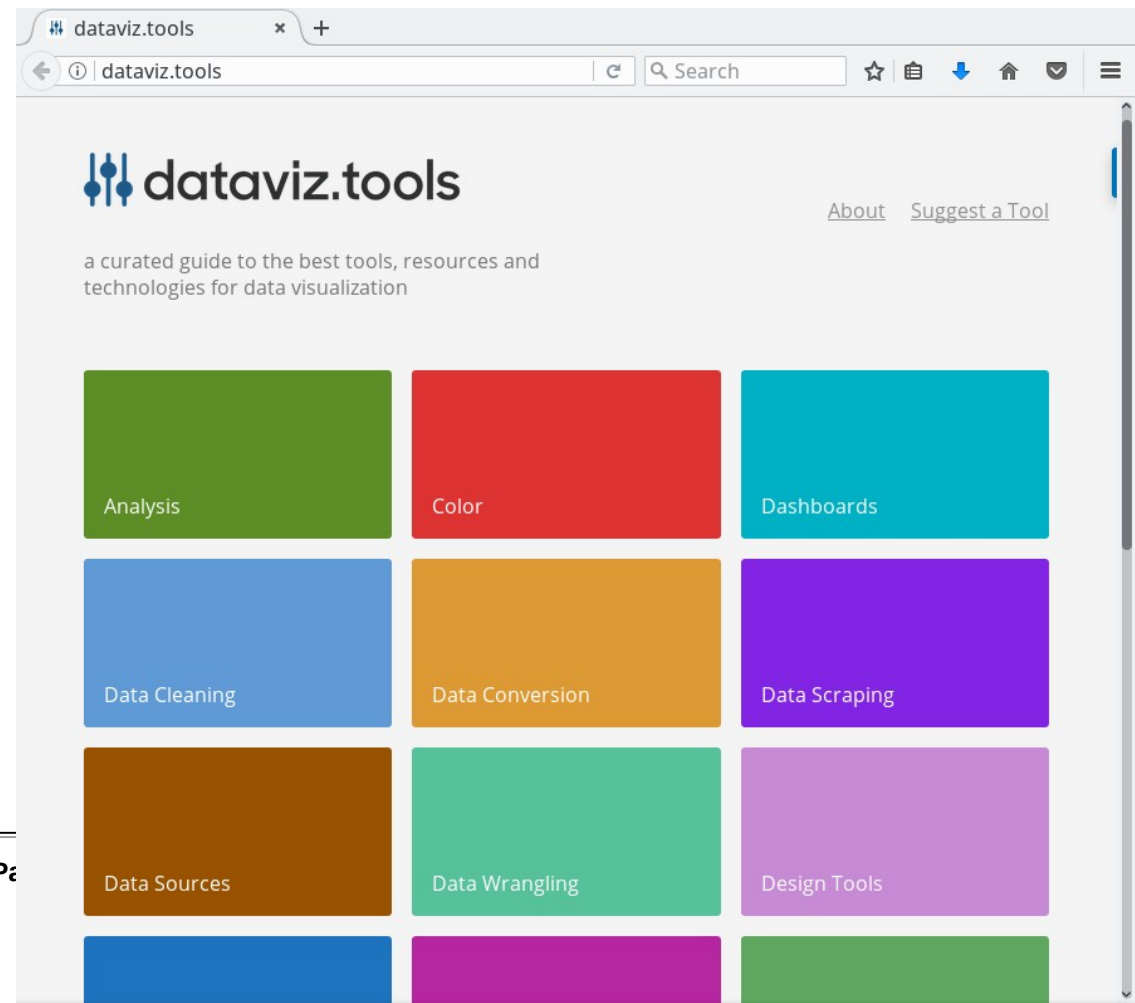 dataviz.tools
dataviz.tools
Search
dataviz.tools
About Suggest a Tool
a curated guide to the best tools, resources and
technologies for data visualization
Analysis
Color
Dashboards
Data Cleaning
Data Conversion
Data Scraping
Data Sources
Data Wrangling
Design Tools